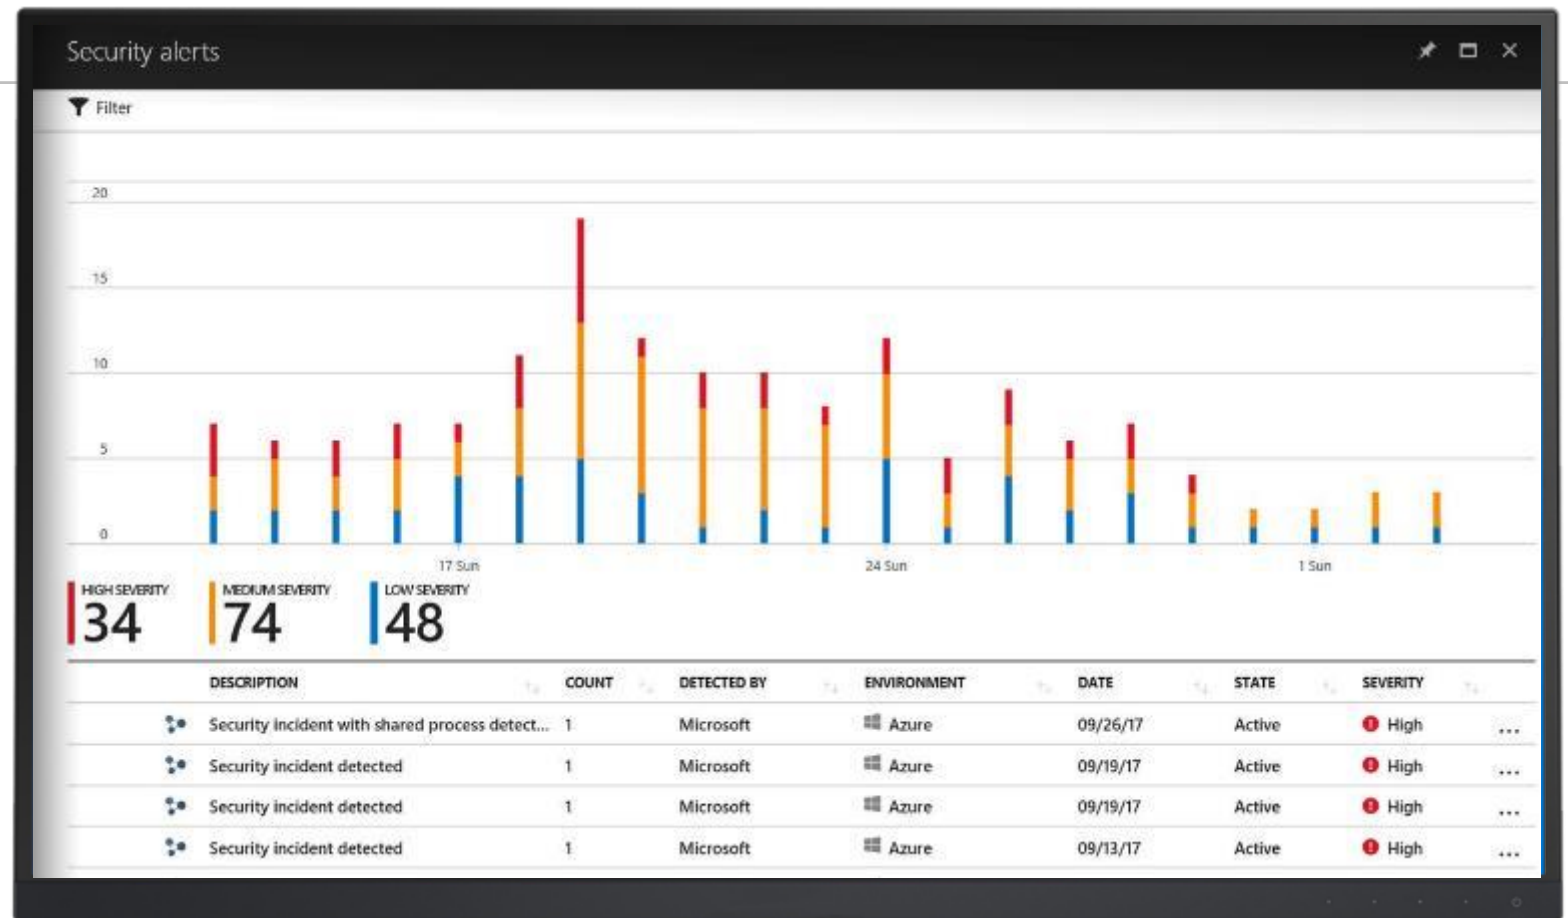 Security alerts
Filter
20
15
10
5
0
17 Sun 24 Sun 1 Sun
HIGH SEVERITY MEDIUM SEVERITY LOW SEVERITY
34 74 48
DESCRIPTION COUNT DETECTED BY ENVIRONMENT DATE STATE SEVERITY
Security incident with shared process detect... 1 Microsoft Azure 09/26/17 Active High ...
Security incident detected 1 Microsoft Azure 09/19/17 Active High ...
Security incident detected 1 Microsoft Azure 09/19/17 Active High ...
Security incident detected 1 Microsoft Azure 09/13/17 Active High ...